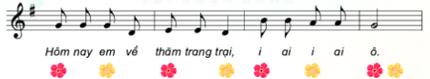 Hôm nay em về thăm trang trại, i ai i ai ô.